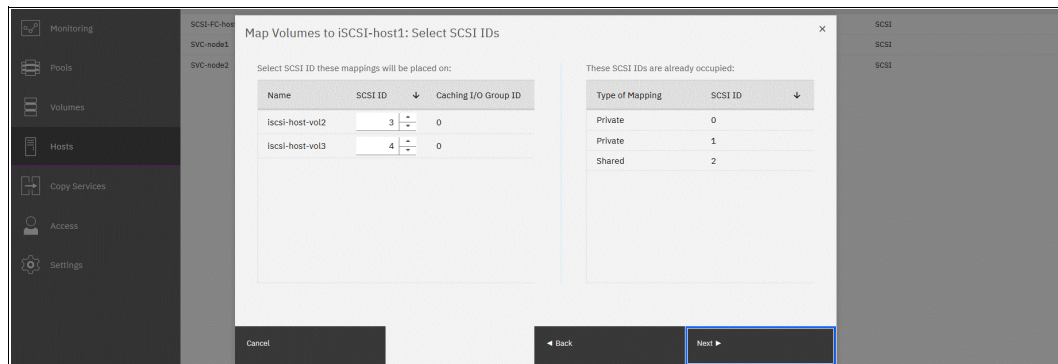 Monitoring
Pools
Volumes
Hosts
Copy Services
Access
Settings
SCSI-FC-hos
SVC-node1
SVC-node2
SCSI
SCSI
SCSI
Map Volumes to iSCSI-host1: Select SCSI IDs
Select SCSI ID these mappings will be placed on:
Name SCSI ID Caching I/O Group ID
iscsi-host-vol2 3 0
iscsi-host-vol3 4 0
These SCSI IDs are already occupied:
Type of Mapping SCSI ID
Private 0
Private 1
Shared 2
Cancel
◄ Back
Next ►